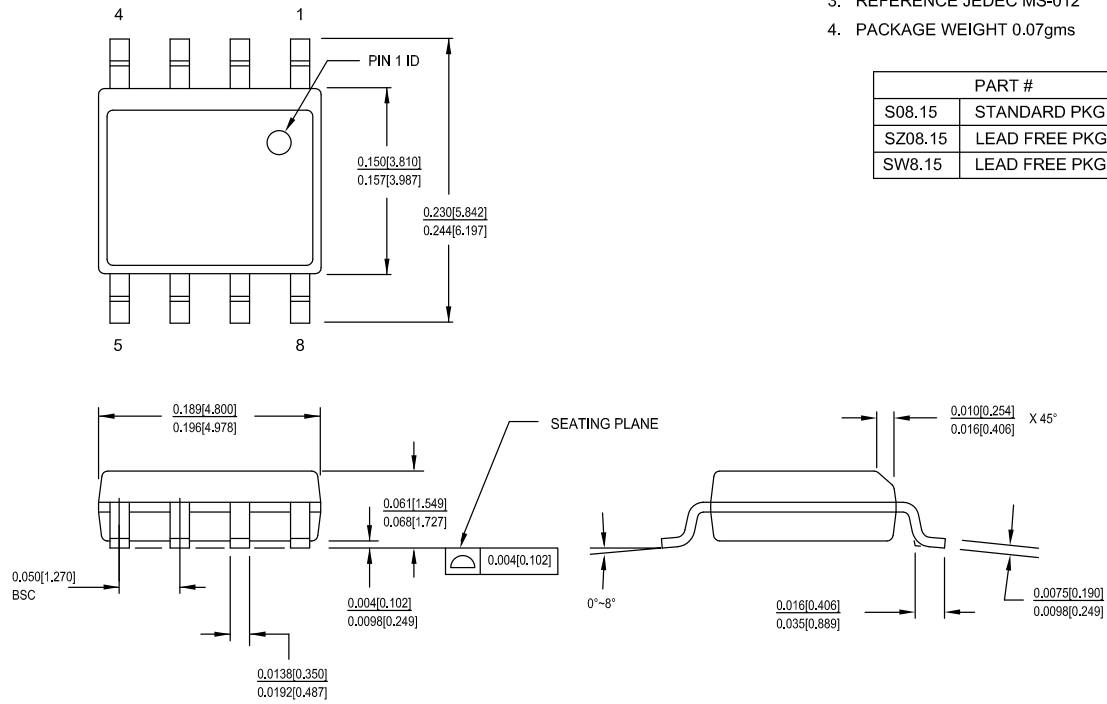 3. REFERENCE JEDEC MS-012
4. PACKAGE WEIGHT 0.07gms
PART #
S08.15 STANDARD PKG
SZ08.15 LEAD FREE PKG
SW8.15 LEAD FREE PKG
4 1
PIN 1 ID
0.150[3.810]
0.157[3.987]
0.230[5.842]
0.244[6.197]
5 8
0.189[4.800]
0.196[4.978]
SEATING PLANE
0.010[0.254]
0.016[0.406]
X 45°
0.061[1.549]
0.068[1.727]
0.004[0.102]
0.050[1.270]
BSC
0.004[0.102]
0.0098[0.249]
0°~8°
0.016[0.406]
0.035[0.889]
0.0075[0.190]
0.0098[0.249]
0.0138[0.350]
0.0192[0.487]